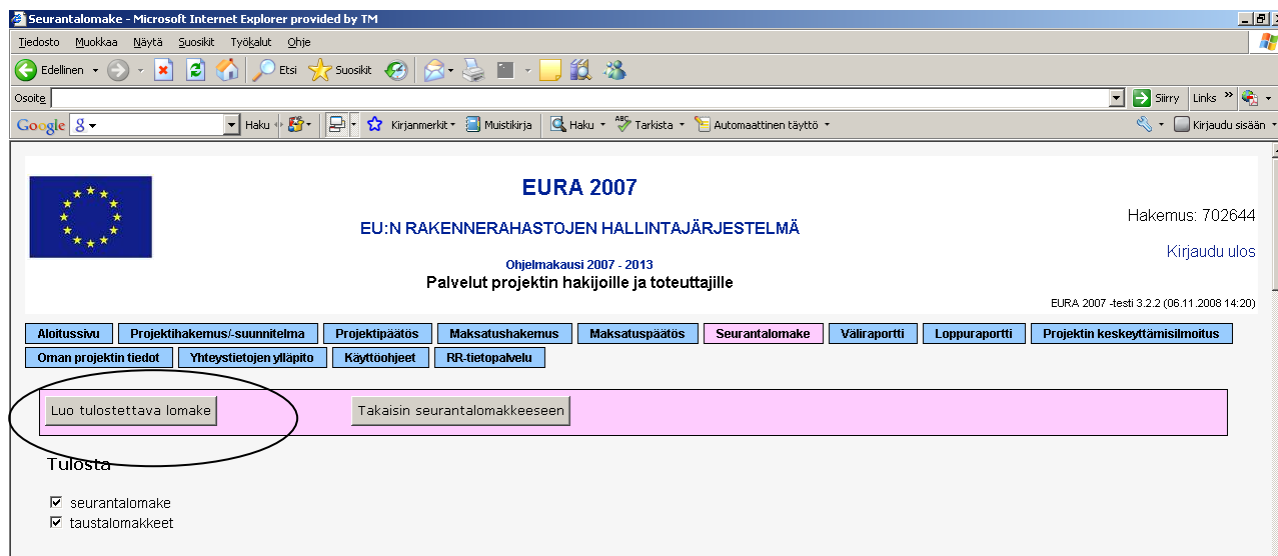 Seurantalomake - Microsoft Internet Explorer provided by TM
Tiedosto Muokkaa Näytä Suosikit Työkalut Ohje
Edellinen Etsi Suosikit
Osoite Siirry Links »
Google Haku Kirjanmerkit Muistikirja Haku Tarkista Automaattinen täyttö Kirjaudu sisään
EURA 2007
EU:N RAKENNERAHASTOJEN HALLINTAJÄRJESTELMÄ
Hakemus: 702644
Kirjaudu ulos
Ohjelmakausi 2007 - 2013
Palvelut projektin hakijoille ja toteuttajille
EURA 2007 -testi 3.2.2 (06.11.2008 14:20)
Aloitussivu Projektihakemus/-suunnitelma Projektipäätös Maksatushakemus Maksatuspäätös Seurantalomake Väliraportti Loppuraportti Projektin keskeyttämisilmoitus
Oman projektin tiedot Yhteystietojen ylläpito Käyttöohjeet RR-tietopalvelu
Luo tulostettava lomake Takaisin seurantalomakkeeseen
Tulosta
seurantalomake
taustalomakkeet